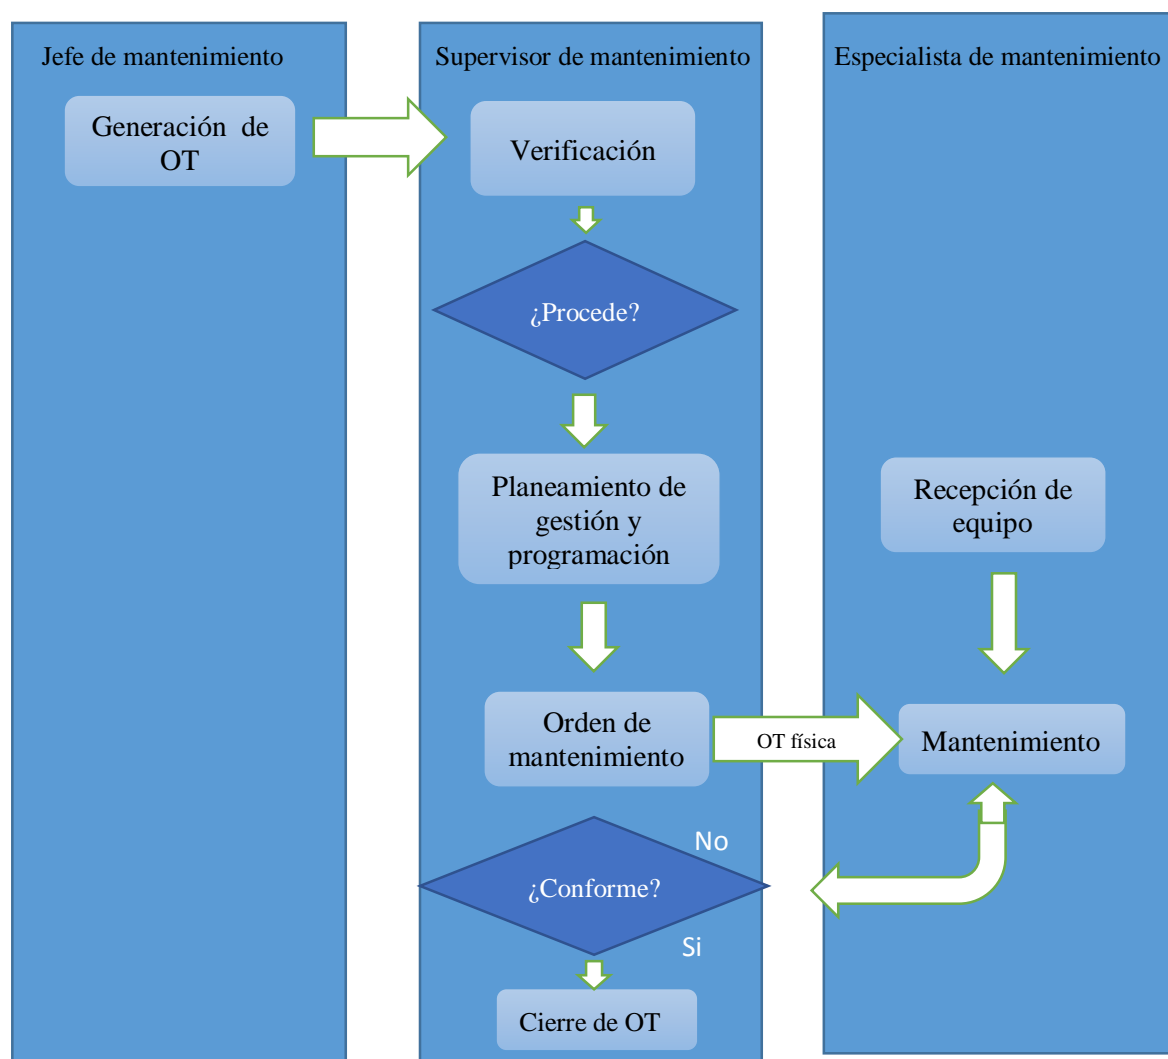 Jefe de mantenimiento
Generación de
OT
Supervisor de mantenimiento
Verificación
¿Procede?
Planeamiento de
gestión y
programación
Orden de
mantenimiento
OT física
¿Conforme?
No
Si
Cierre de OT
Especialista de mantenimiento
Recepción de
equipo
Mantenimiento